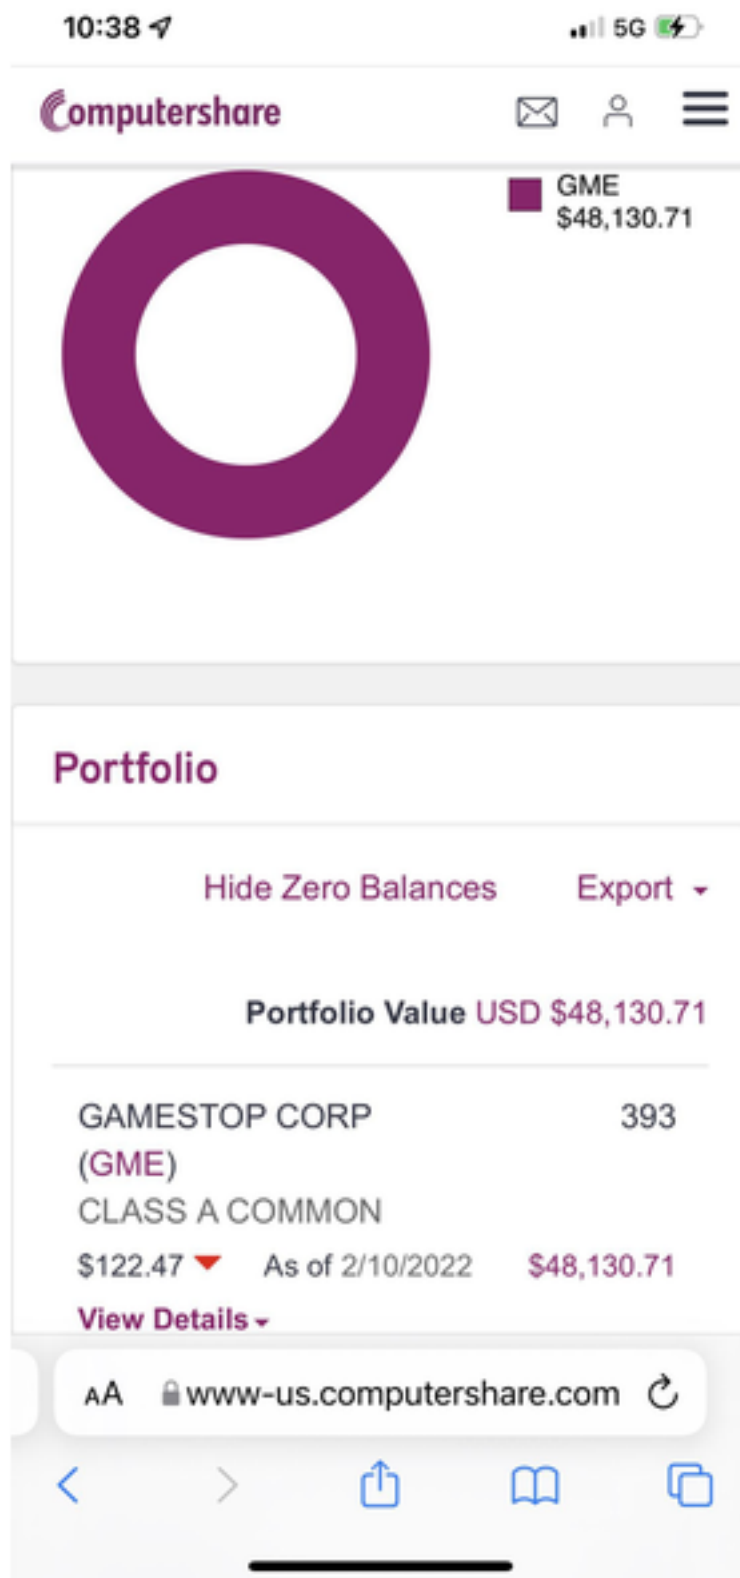 10:38
5G
Computershare
GME
$48,130.71
Portfolio
Hide Zero Balances Export
Portfolio Value USD $48,130.71
GAMESTOP CORP 393
(GME)
CLASS A COMMON
$122.47 As of 2/10/2022 $48,130.71
View Details
AA www-us.computershare.com